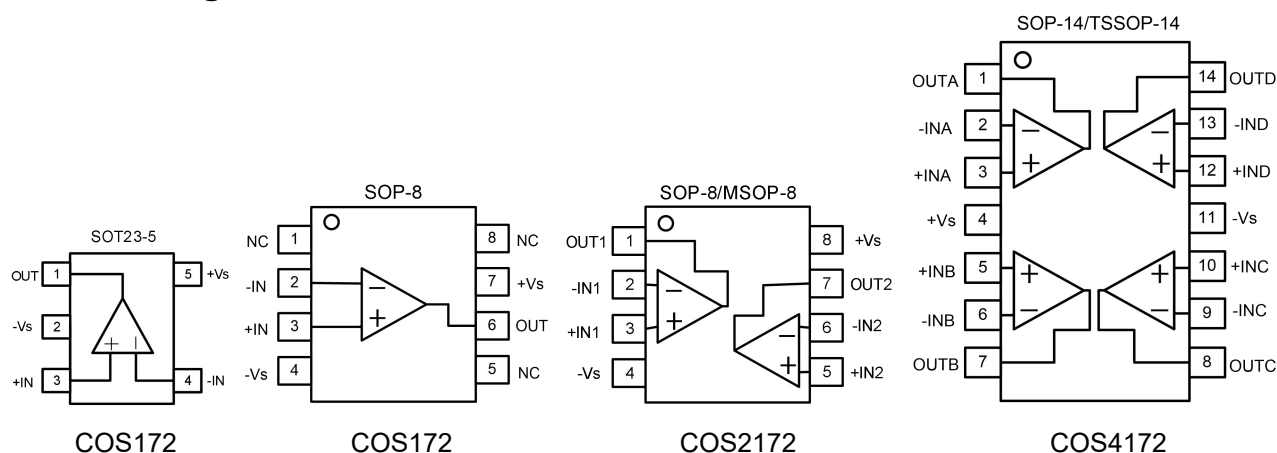 SOT23-5
OUT 1
5 +Vs
-Vs 2
+IN 3
4 -IN
+ −
COS172
SOP-8
NC 1
8 NC
-IN 2
7 +Vs
+IN 3
6 OUT
-Vs 4
5 NC
−
+
COS172
SOP-8/MSOP-8
OUT1 1
8 +Vs
-IN1 2
7 OUT2
+IN1 3
6 -IN2
-Vs 4
5 +IN2
−
+
−
+
COS2172
SOP-14/TSSOP-14
OUTA 1
14 OUTD
-INA 2
13 -IND
+INA 3
12 +IND
+Vs 4
11 -Vs
+INB 5
10 +INC
-INB 6
9 -INC
OUTB 7
8 OUTC
− −
+ +
+ +
− −
COS4172